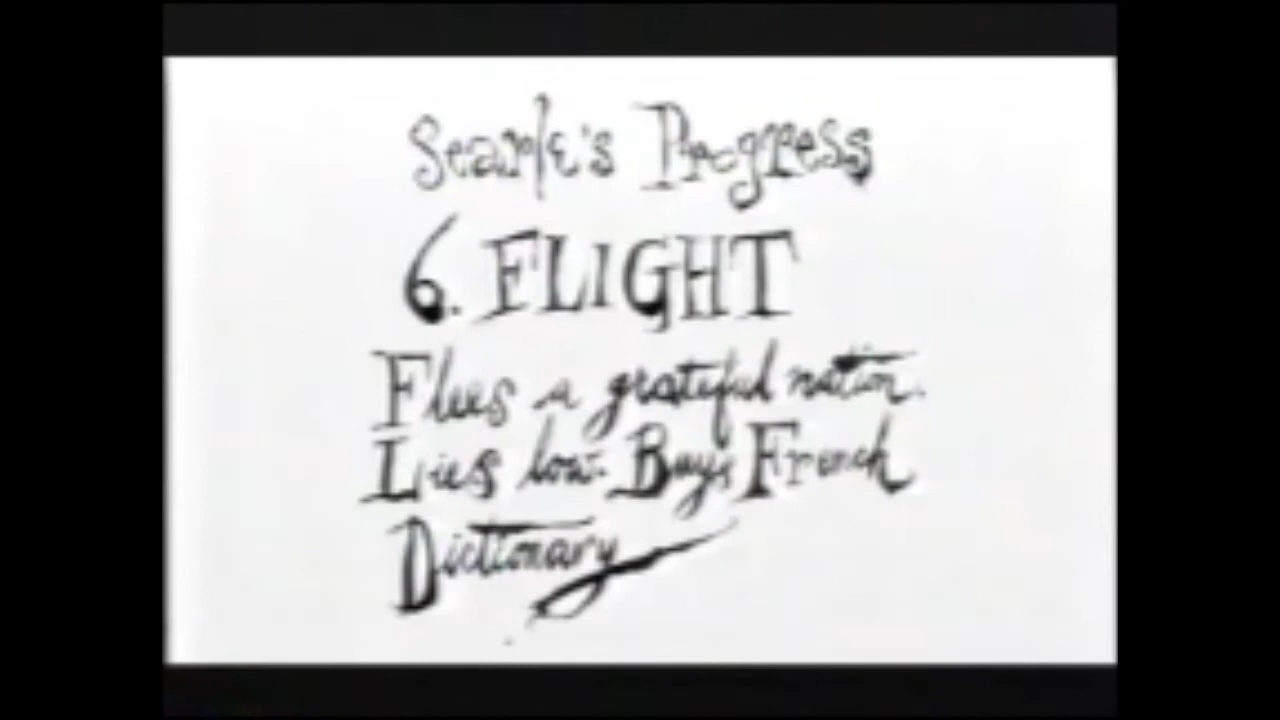 Searle's Progress
6. FLIGHT
Flees a grateful nation.
Lies low. Buys French
Dictionary